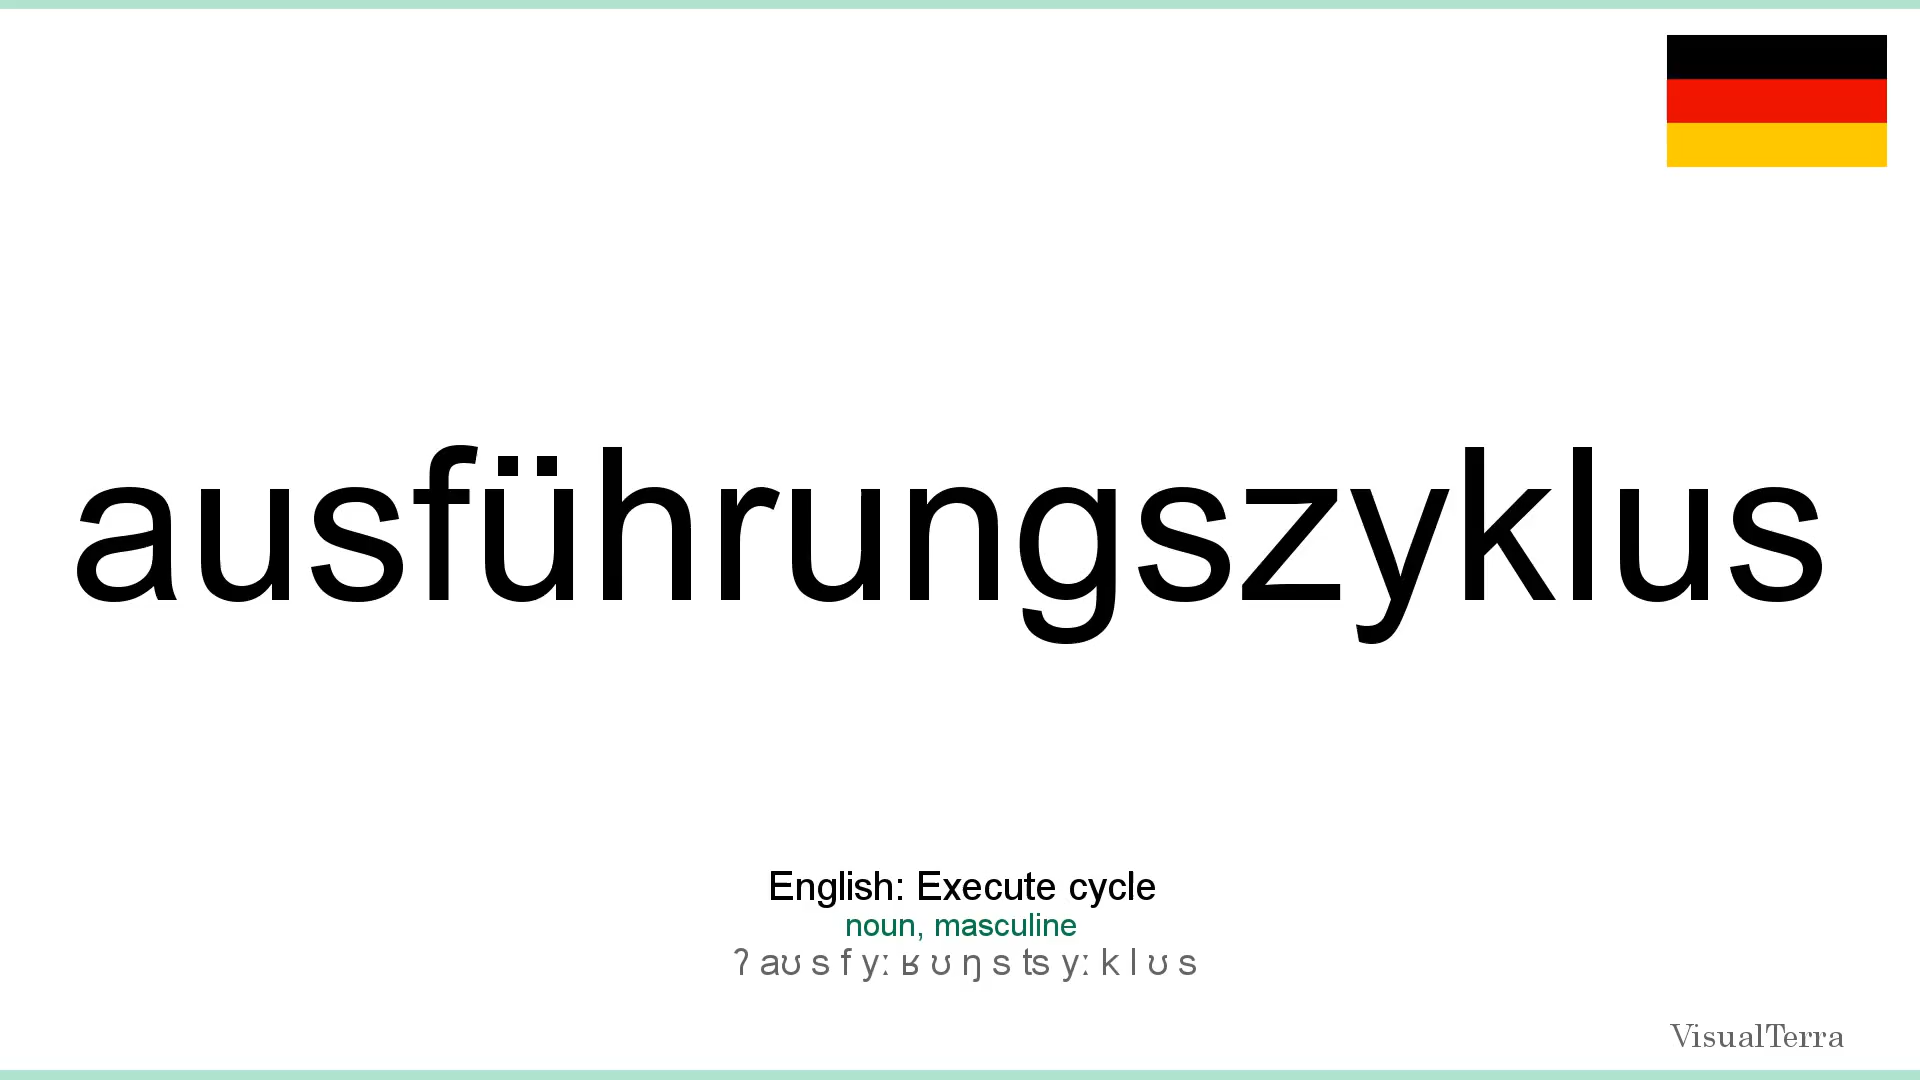 ausführungszyklus
English: Execute cycle
noun, masculine
ʔ aʊ s f yː ʁ ʊ ŋ s ʦ yː k l ʊ s
VisualTerra